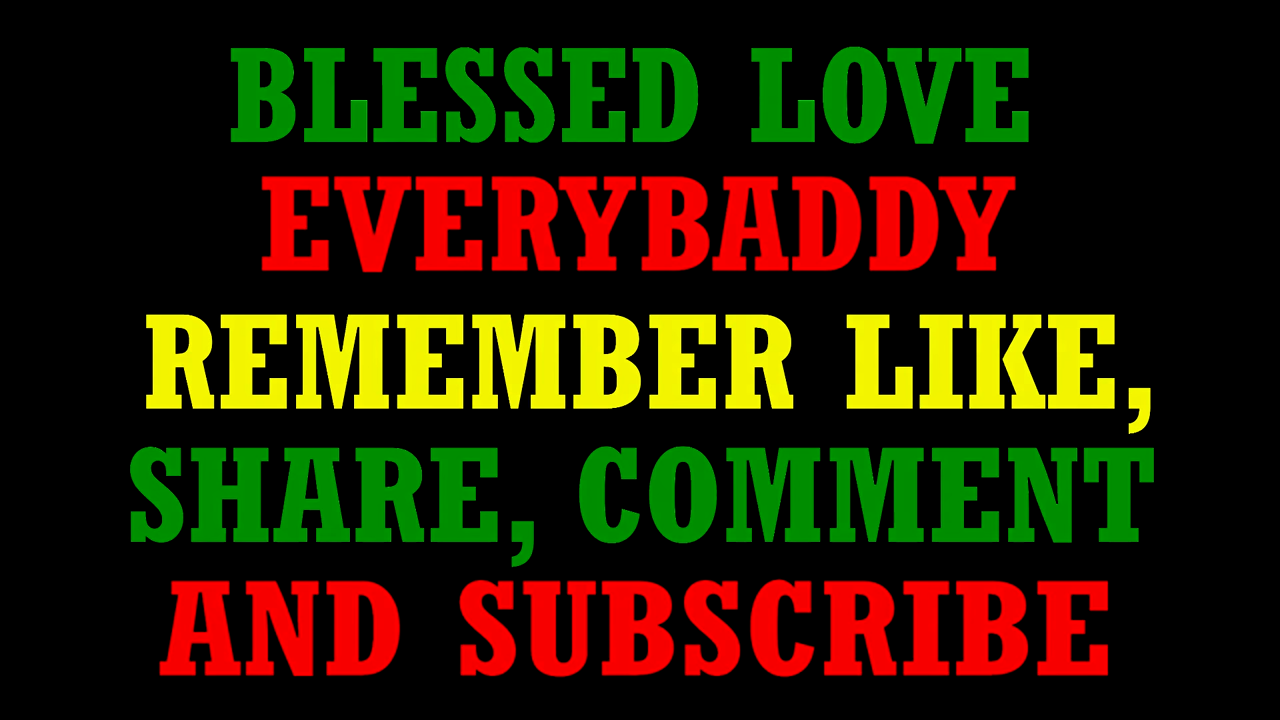 BLESSED LOVE
EVERYBADDY
REMEMBER LIKE,
SHARE, COMMENT
AND SUBSCRIBE